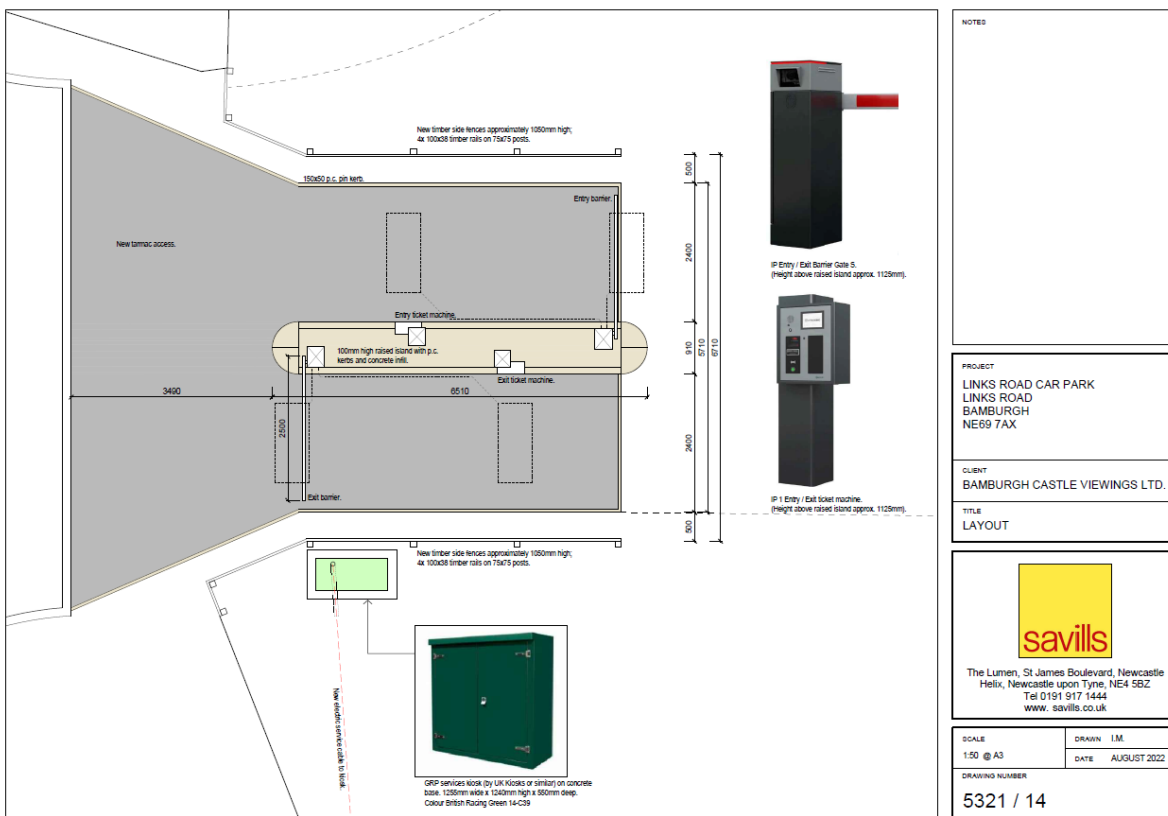 New timber side fences approximately 1050mm high;
4x 100x38 timber rails on 75x75 posts.
150x50 p.c. pin kerb.
Entry barrier.
New tarmac access.
Entry ticket machine.
100mm high raised island with p.c.
kerbs and concrete infill.
Exit ticket machine.
3490
6510
2500
Exit barrier.
500
2400
910
5710
6710
2400
500
New timber side fences approximately 1050mm high;
4x 100x38 timber rails on 75x75 posts.
New electric service cable to kiosk.
GRP services kiosk (by UK Kiosks or similar) on concrete
base. 1255mm wide x 1240mm high x 550mm deep.
Colour British Racing Green 14-C39
IP Entry / Exit Barrier Gate S.
(Height above raised island approx. 1125mm).
IP 1 Entry / Exit ticket machine.
(Height above raised island approx. 1125mm).
NOTES
PROJECT
LINKS ROAD CAR PARK
LINKS ROAD
BAMBURGH
NE69 7AX
CLIENT
BAMBURGH CASTLE VIEWINGS LTD.
TITLE
LAYOUT
savills
The Lumen, St James Boulevard, Newcastle
Helix, Newcastle upon Tyne, NE4 5BZ
Tel 0191 917 1444
www. savills.co.uk
SCALE
1:50 @ A3
DRAWN I.M.
DATE AUGUST 2022
DRAWING NUMBER
5321 / 14